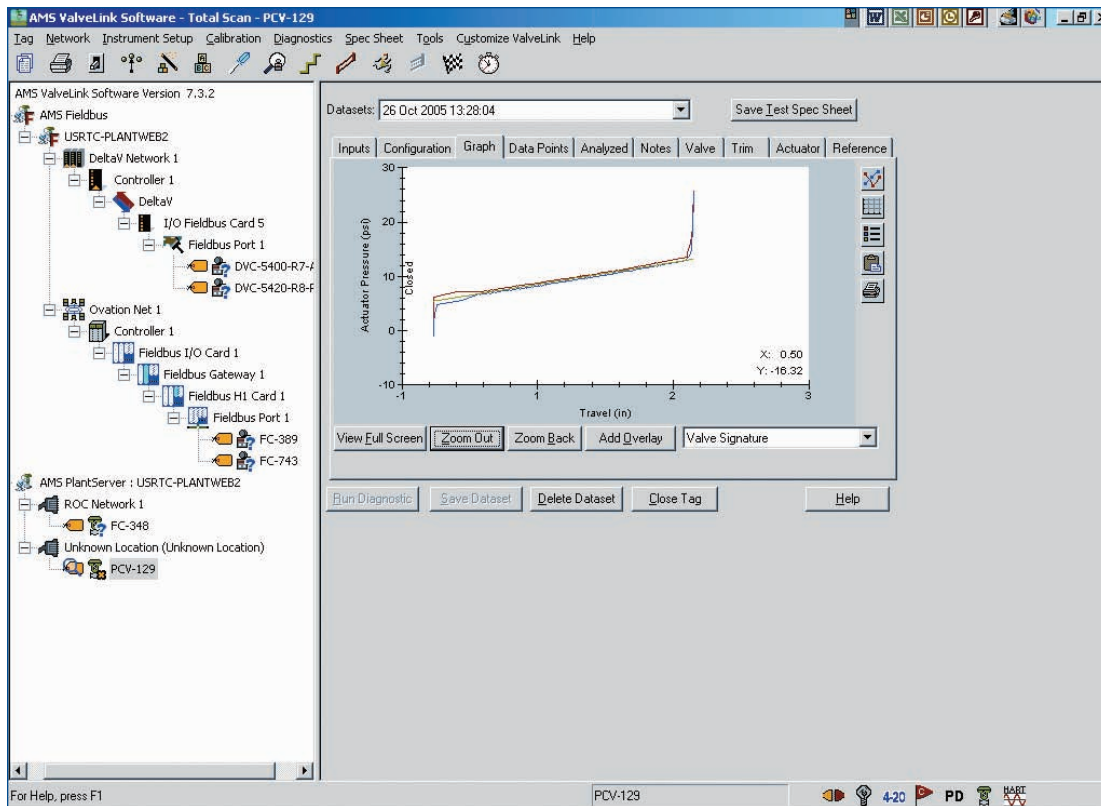 AMS ValveLink Software - Total Scan - PCV-129
Tag Network Instrument Setup Calibration Diagnostics Spec Sheet Tools Customize ValveLink Help
AMS ValveLink Software Version 7.3.2
AMS Fieldbus
USRTC-PLANTWEB2
DeltaV Network 1
Controller 1
DeltaV
I/O Fieldbus Card 5
Fieldbus Port 1
DVC-5400-R7-A
DVC-5420-R8-F
Ovation Net 1
Controller 1
Fieldbus I/O Card 1
Fieldbus Gateway 1
Fieldbus H1 Card 1
Fieldbus Port 1
FC-389
FC-743
AMS PlantServer : USRTC-PLANTWEB2
ROC Network 1
FC-348
Unknown Location (Unknown Location)
PCV-129
Datasets: 26 Oct 2005 13:28:04
Save Test Spec Sheet
Inputs Configuration Graph Data Points Analyzed Notes Valve Trim Actuator Reference
Actuator Pressure (psi)
30
20
10
0
-10
Closed
X: 0.50
Y: -16.32
-1 1 2 3
Travel (in)
View Full Screen Zoom Out Zoom Back Add Overlay Valve Signature
Run Diagnostic Save Dataset Delete Dataset Close Tag Help
For Help, press F1
PCV-129
4-20
PD
HART